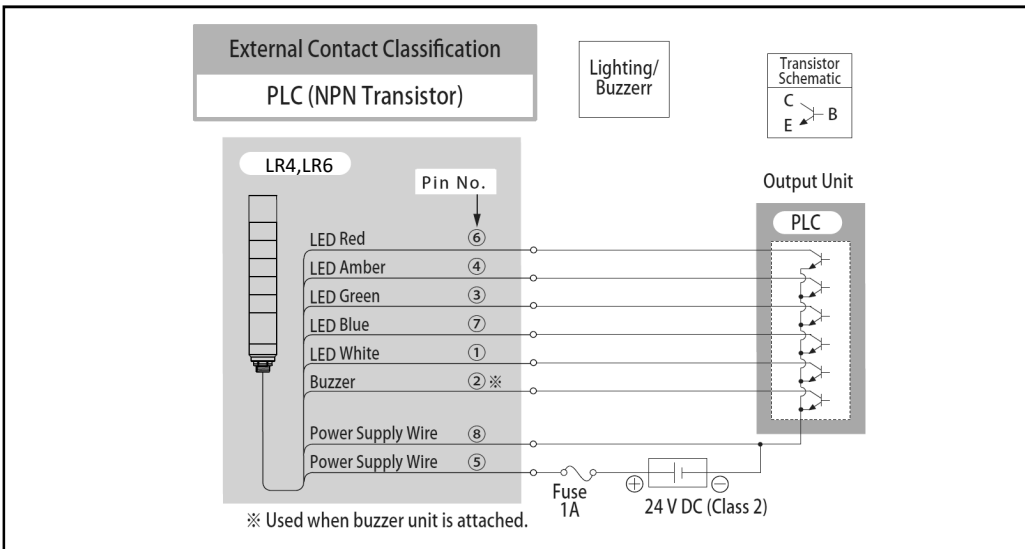 External Contact Classification
PLC (NPN Transistor)
Lighting/
Buzzerr
Transistor
Schematic
C
B
E
LR4,LR6
Pin No.
Output Unit
PLC
LED Red ⑥
LED Amber ④
LED Green ③
LED Blue ⑦
LED White ①
Buzzer ②※
Power Supply Wire ⑧
Power Supply Wire ⑤
Fuse
1A
⊕ ⊖
24 V DC (Class 2)
※ Used when buzzer unit is attached.